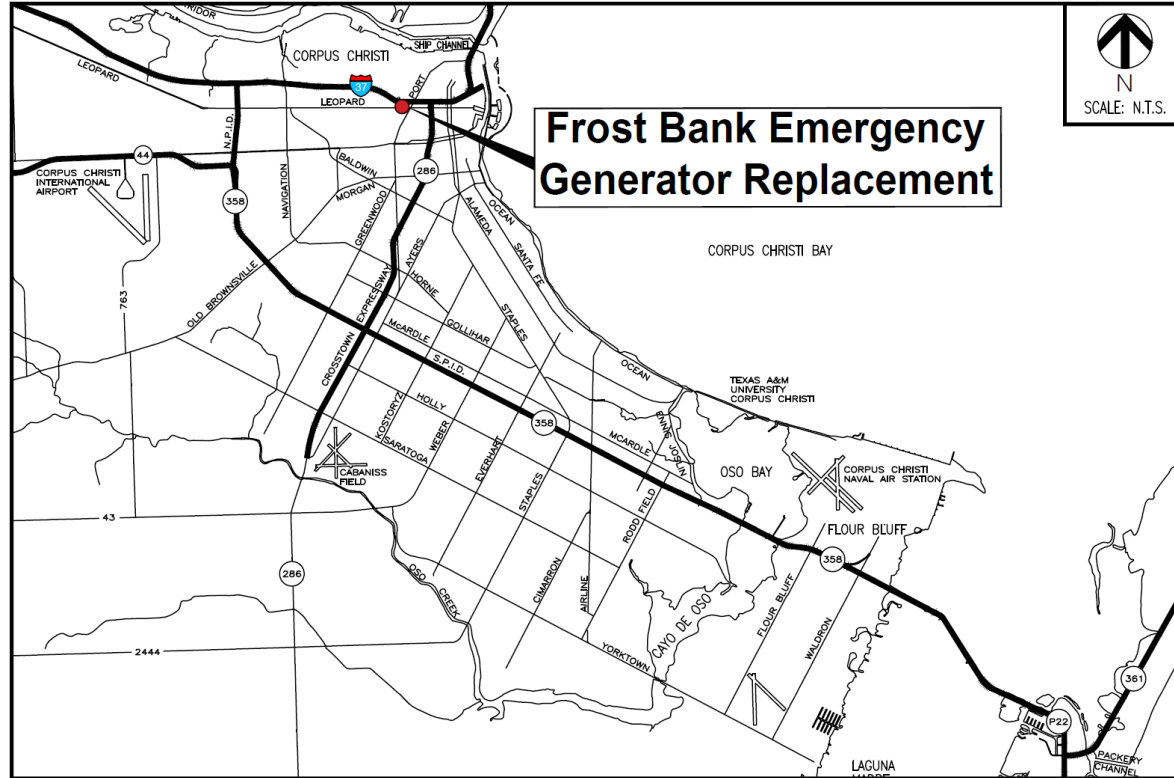 RRIDOR
SHIP CHANNEL
CORPUS CHRISTI
LEOPARD
37
PORT
LEOPARD
N
SCALE: N.T.S.
Frost Bank Emergency
Generator Replacement
N.P.I.D.
44
CORPUS CHRISTI
INTERNATIONAL
AIRPORT
358
NAVIGATION
BALDWIN
MORGAN
GREENWOOD
286
ALAMEDA
OCEAN
SANTA FE
CORPUS CHRISTI BAY
763
OLD BROWNSVILLE
CROSSTOWN
EXPRESSWAY
AYERS
HORNE
GOLLIHAR
McARDLE
S.P.I.D.
STAPLES
OCEAN
TEXAS A&M
UNIVERSITY
CORPUS CHRISTI
KOSTORYZ
HOLLY
WEBER
SARATOGA
EVERHART
STAPLES
358
MCARDLE
ENNIS JOSLIN
OSO BAY
CORPUS CHRISTI
NAVAL AIR STATION
CABANISS
FIELD
RODD FIELD
FLOUR BLUFF
43
286
OSO
CREEK
CIMARRON
AIRLINE
CAYO DE OSO
358
FLOUR BLUFF
WALDRON
2444
YORKTOWN
361
P22
PACKERY
CHANNEL
LAGUNA